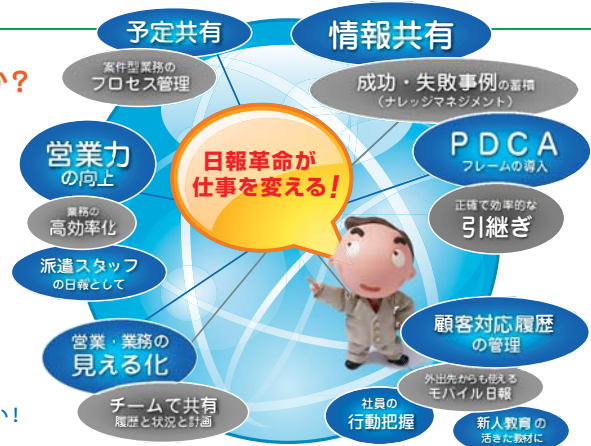 予定共有
案件型業務の
プロセス管理
情報共有
成功・失敗事例の蓄積
（ナレッジマネジメント）
か？
日報革命が
仕事を変える！
営業力
の向上
PDCA
フレームの導入
業務の
高効率化
正確で効率的な
引継ぎ
派遣スタッフ
の日報として
営業・業務の
見える化
顧客対応履歴
の管理
外出先からも使える
モバイル日報
チームで共有
履歴と状況と計画
社員の
行動把握
新人教育の
活きた教材に
い！